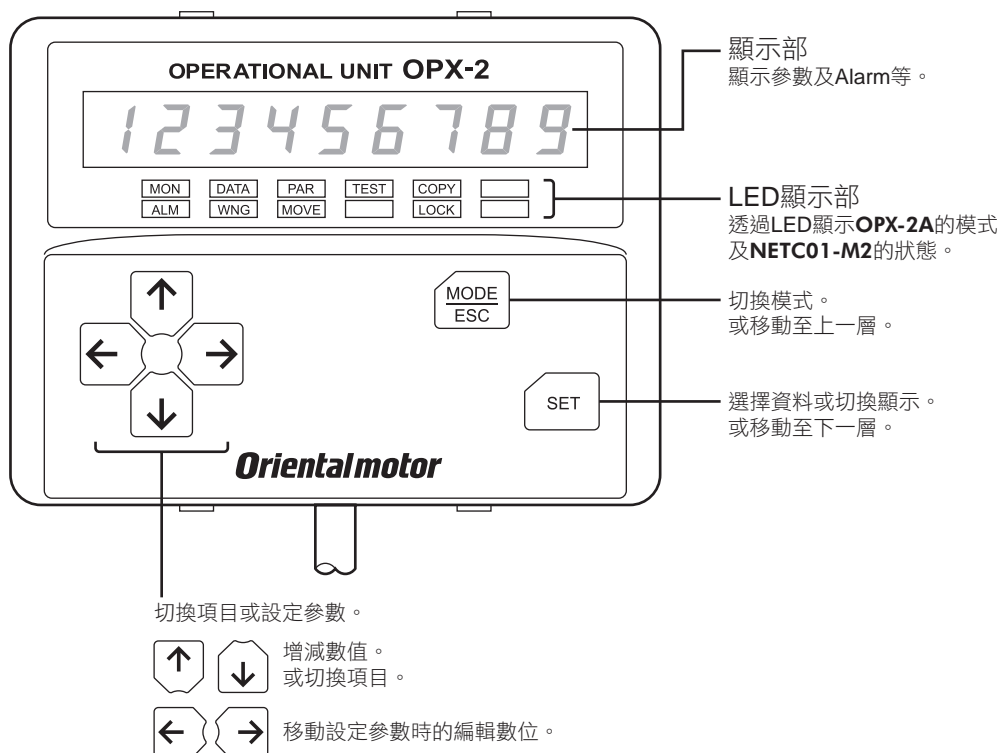 OPERATIONAL UNIT OPX-2
123456789
MON DATA PAR TEST COPY
ALM WNG MOVE LOCK
MODE
ESC
SET
Orientalmotor
顯示部
顯示參數及Alarm等。
LED顯示部
透過LED顯示OPX-2A的模式
及NETC01-M2的狀態。
切換模式。
或移動至上一層。
選擇資料或切換顯示。
或移動至下一層。
切換項目或設定參數。
增減數值。
或切換項目。
移動設定參數時的編輯數位。